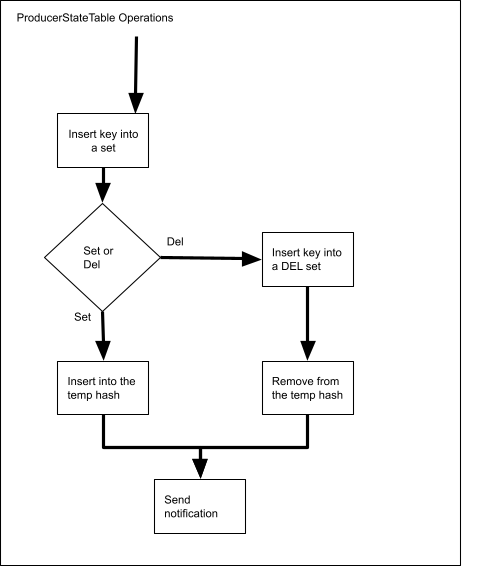 ProducerStateTable Operations
Insert key into
a set
Set or
Del
Del
Insert key into
a DEL set
Set
Insert into the
temp hash
Remove from
the temp hash
Send
notification